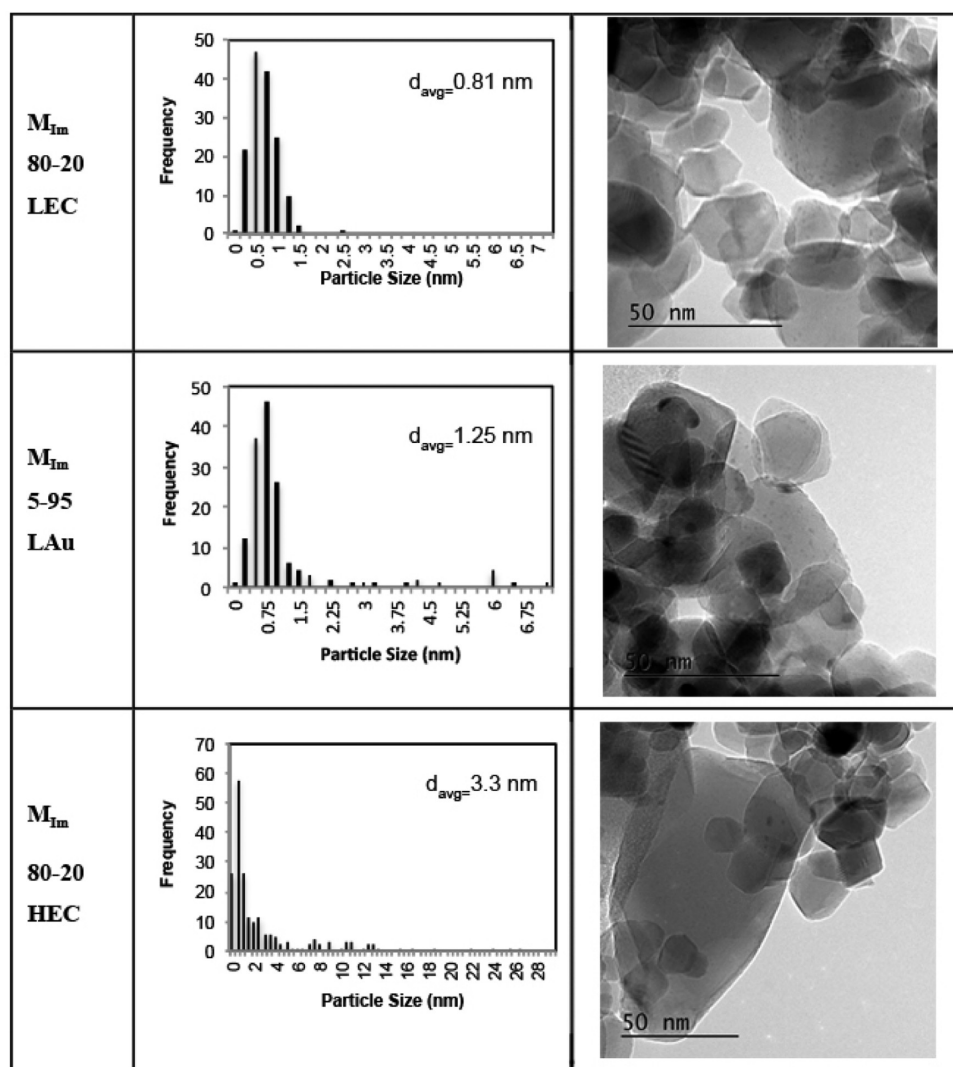 M_Im
80-20
LEC
50
40
30
20
10
0
Frequency
d_avg=0.81 nm
0 0.5 1 1.5 2 2.5 3 3.5 4 4.5 5 5.5 6 6.5 7
Particle Size (nm)
50 nm
M_Im
5-95
LAu
50
40
30
20
10
0
Frequency
d_avg=1.25 nm
0 0.75 1.5 2.25 3 3.75 4.5 5.25 6 6.75
Particle Size (nm)
50 nm
M_Im
80-20
HEC
70
60
50
40
30
20
10
0
Frequency
d_avg=3.3 nm
0 2 4 6 8 10 12 14 16 18 20 22 24 26 28
Particle Size (nm)
50 nm